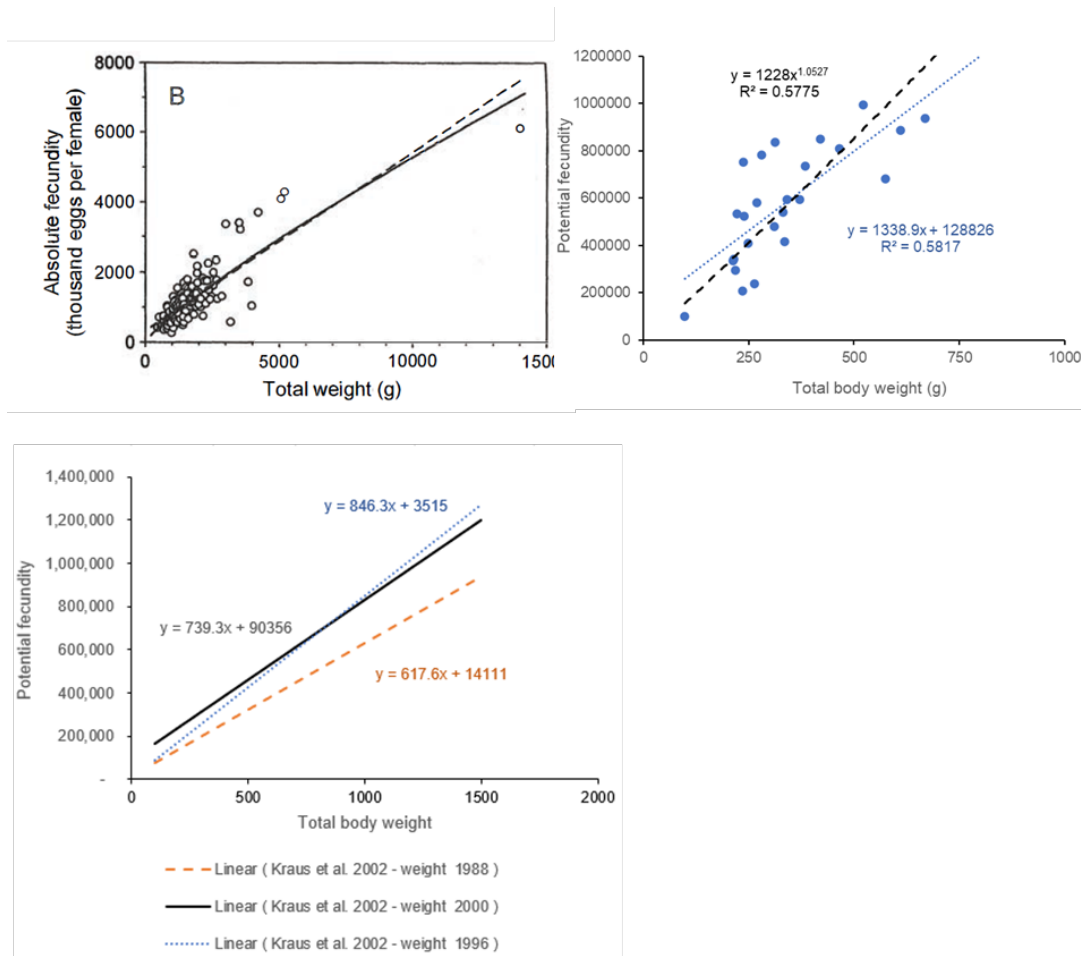 B
8000
6000
4000
2000
0
Absolute fecundity
(thousand eggs per female)
0
5000
10000
1500
Total weight (g)
1200000
1000000
800000
600000
400000
200000
0
Potential fecundity
y = 1228x^1.0527
R² = 0.5775
y = 1338.9x + 128826
R² = 0.5817
0
250
500
750
1000
Total body weight (g)
1,400,000
1,200,000
1,000,000
800,000
600,000
400,000
200,000
-
Potential fecundity
y = 846.3x + 3515
y = 739.3x + 90356
y = 617.6x + 14111
0
500
1000
1500
2000
Total body weight
Linear ( Kraus et al. 2002 - weight 1988 )
Linear ( Kraus et al. 2002 - weight 2000 )
Linear ( Kraus et al. 2002 - weight 1996 )